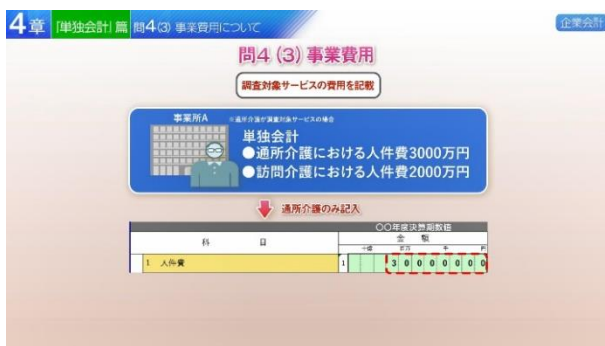 4章 「単独会計」篇 問4(3) 事業費用について
企業会計
問4（3）事業費用
調査対象サービスの費用を記載
事業所A ※通所介護が調査対象サービスの場合
単独会計
●通所介護における人件費3000万円
●訪問介護における人件費2000万円
通所介護のみ記入
〇〇年度決算期数値
科 目
金 額
十億 百万 千 円
1 人件費 1 3 0 0 0 0 0 0 0